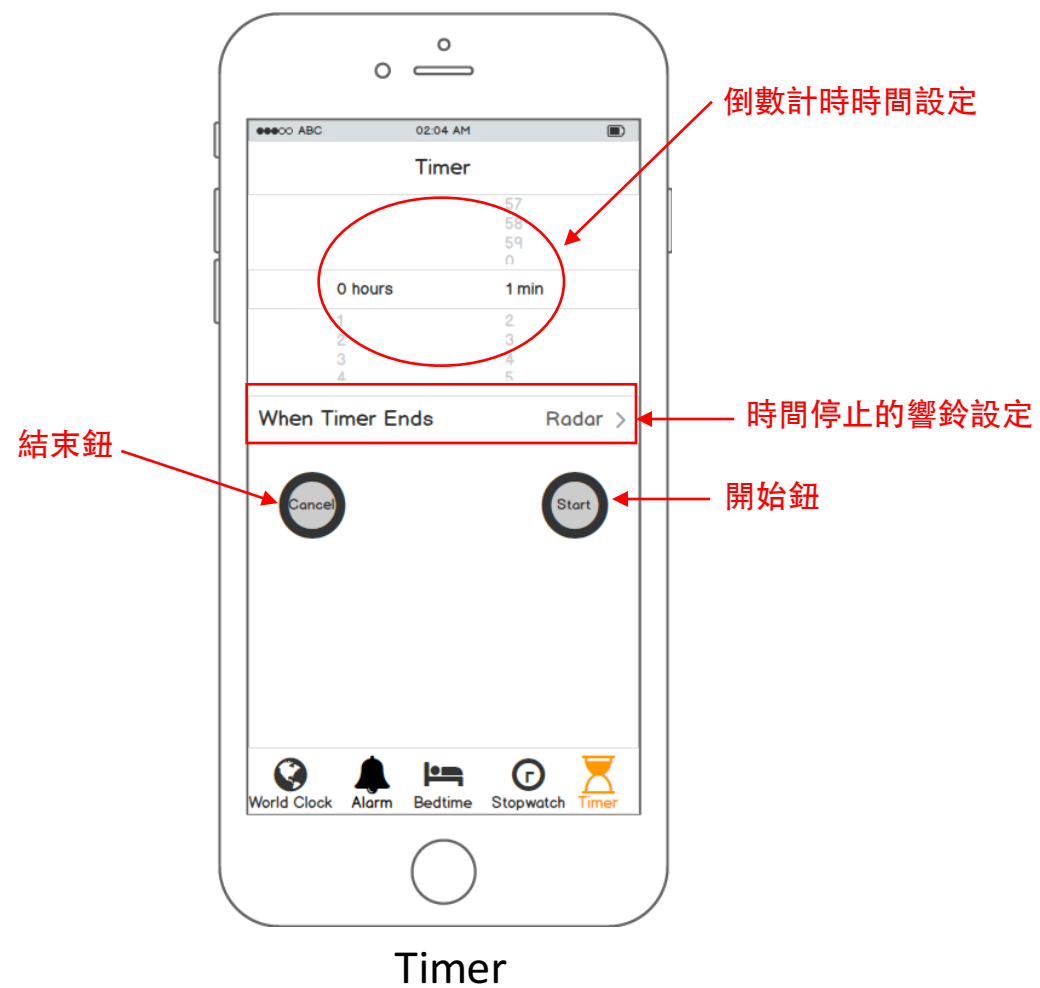 倒數計時時間設定
ABC 02:04 AM
Timer
57
58
59
0
0 hours 1 min
1 2
2 3
3 4
4 5
When Timer Ends Radar >
時間停止的響鈴設定
結束鈕
Cancel Start
開始鈕
r
World Clock Alarm Bedtime Stopwatch Timer
Timer